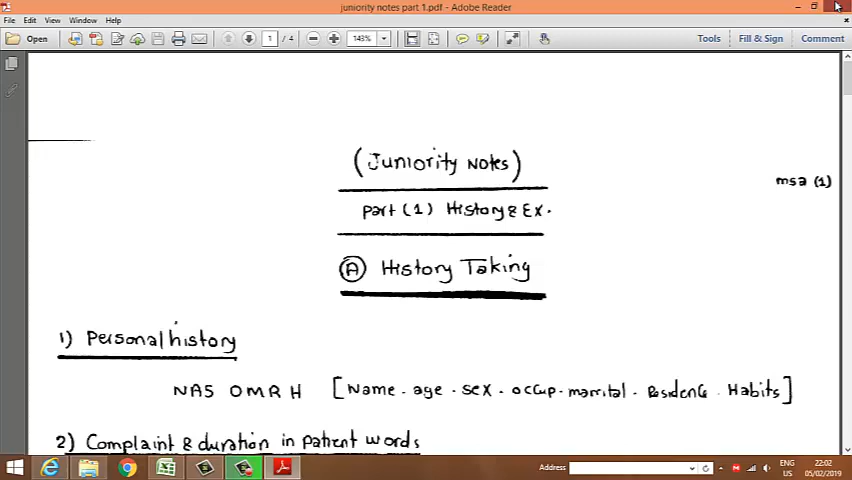 juniority notes part 1.pdf - Adobe Reader
File Edit View Window Help
Open 1 / 4 143% Tools Fill & Sign Comment
(Juniority Notes)
msa (1)
part (1) History & Ex.
A History Taking
1) Personal history
NAS OMRH [Name - age - sex - occup - marrital - Residence - Habits]
2) Complaint & duration in Patient words
Address ENG 22:02
US 05/02/2019